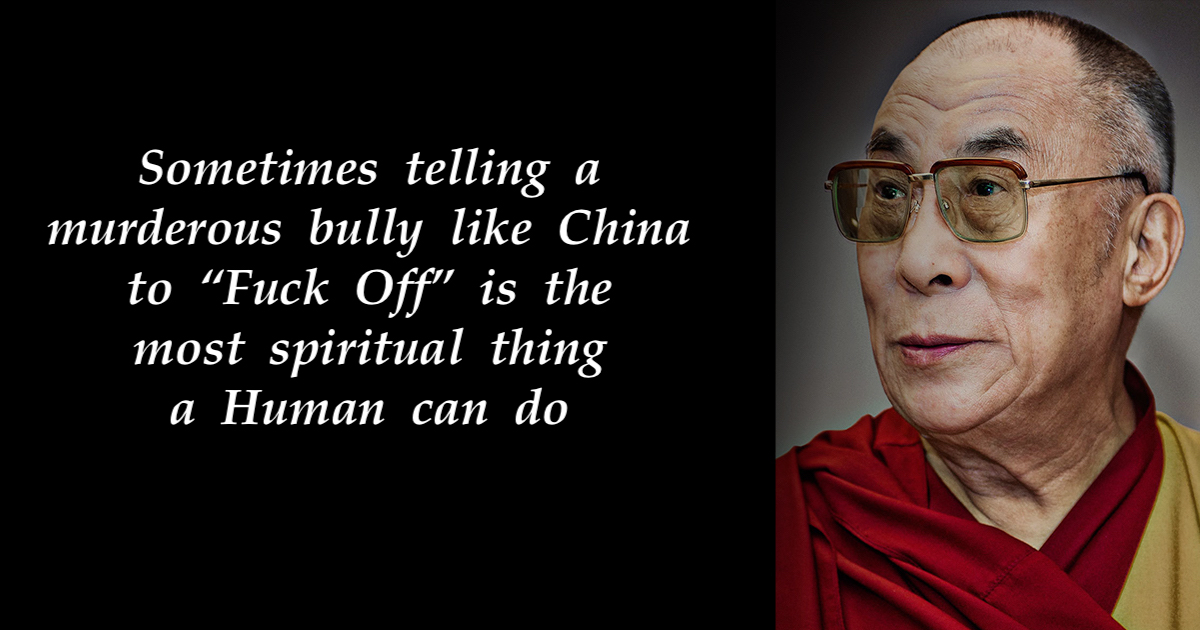 Sometimes telling a
murderous bully like China
to “Fuck Off” is the
most spiritual thing
a Human can do